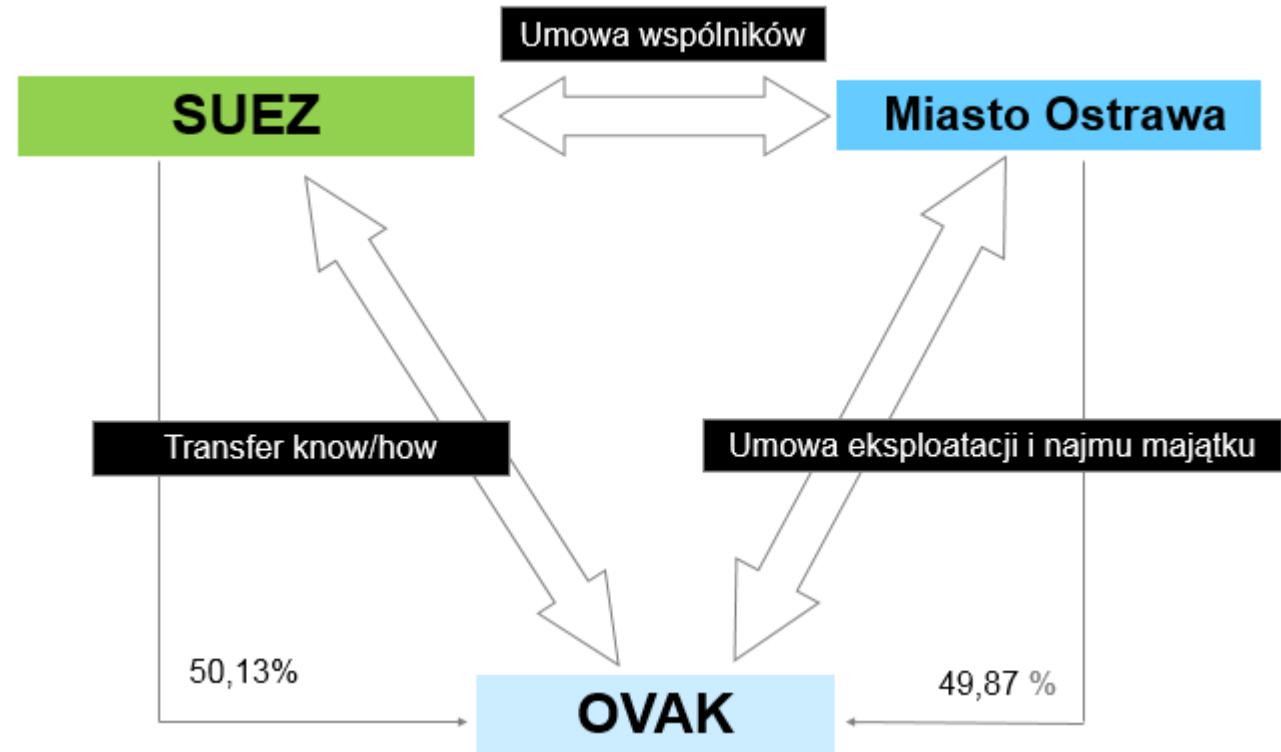 Umowa wspólników
SUEZ
Miasto Ostrawa
Transfer know/how
Umowa eksploatacji i najmu majątku
50,13%
49,87 %
OVAK